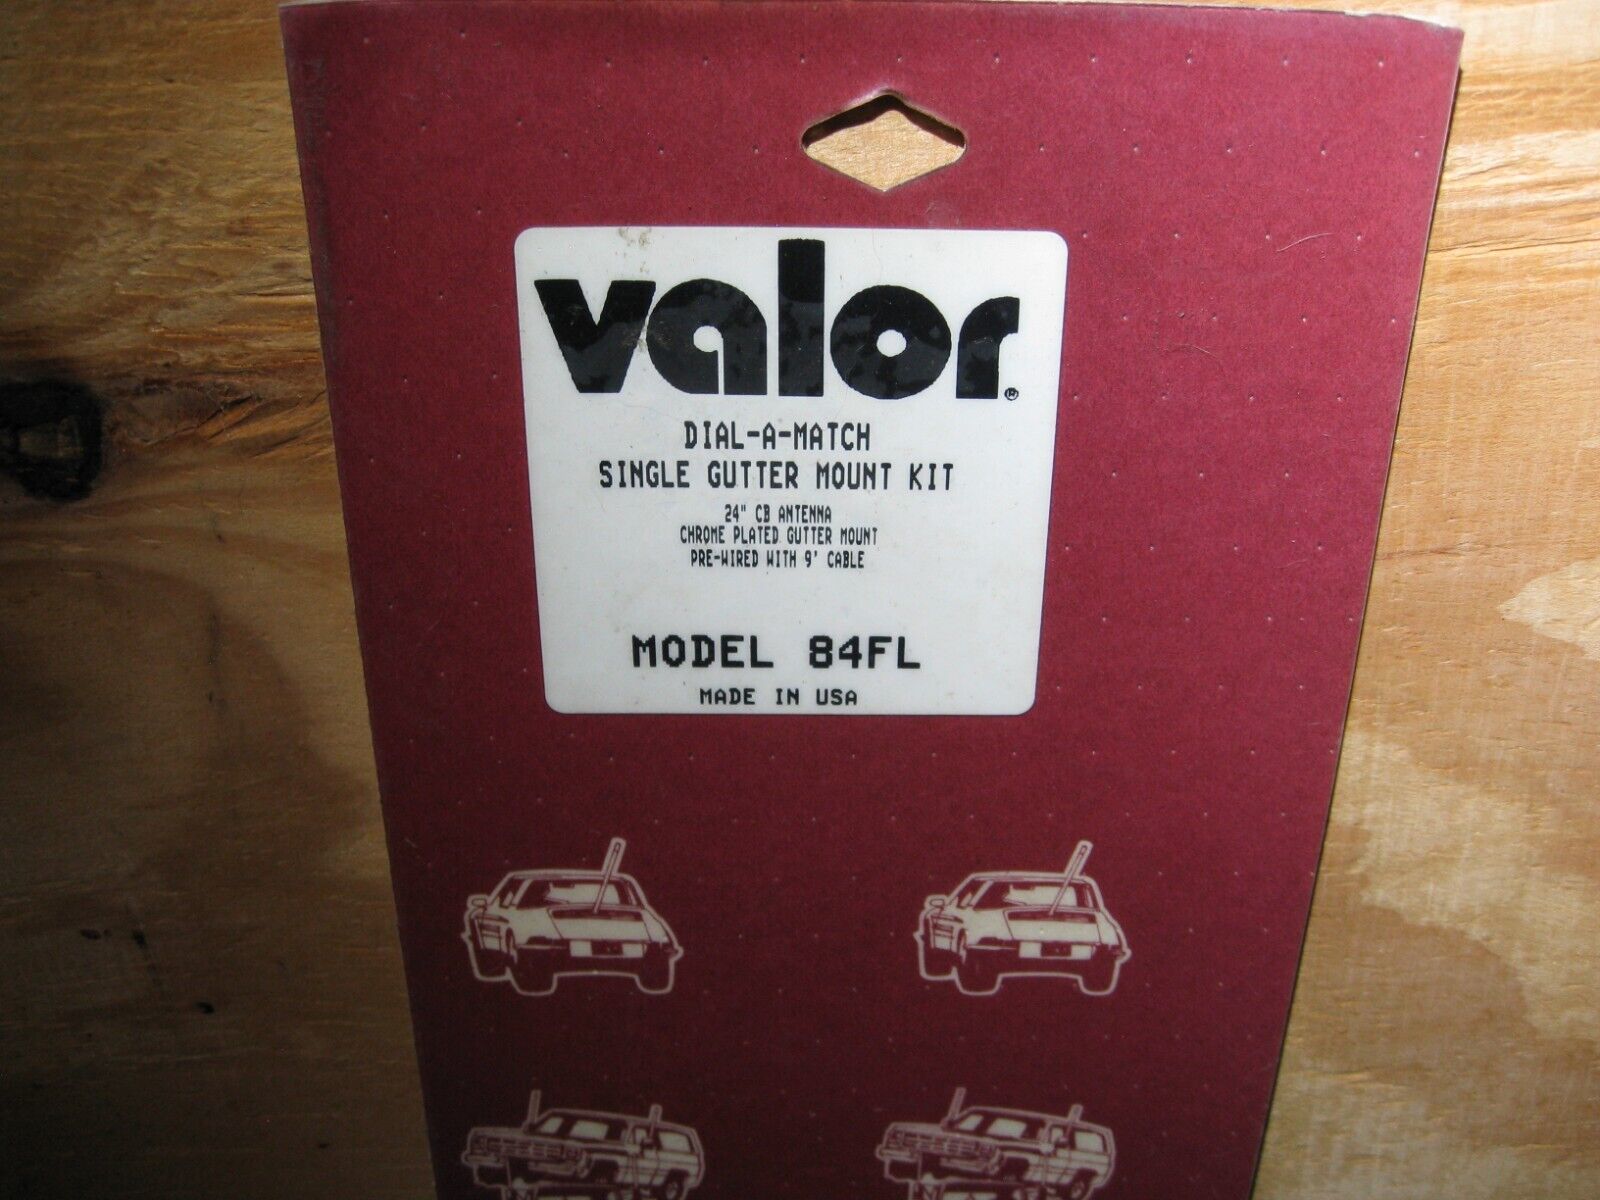 valor®
DIAL-A-MATCH
SINGLE GUTTER MOUNT KIT
24" CB ANTENNA
CHROME PLATED GUTTER MOUNT
PRE-WIRED WITH 9' CABLE
MODEL 84FL
MADE IN USA